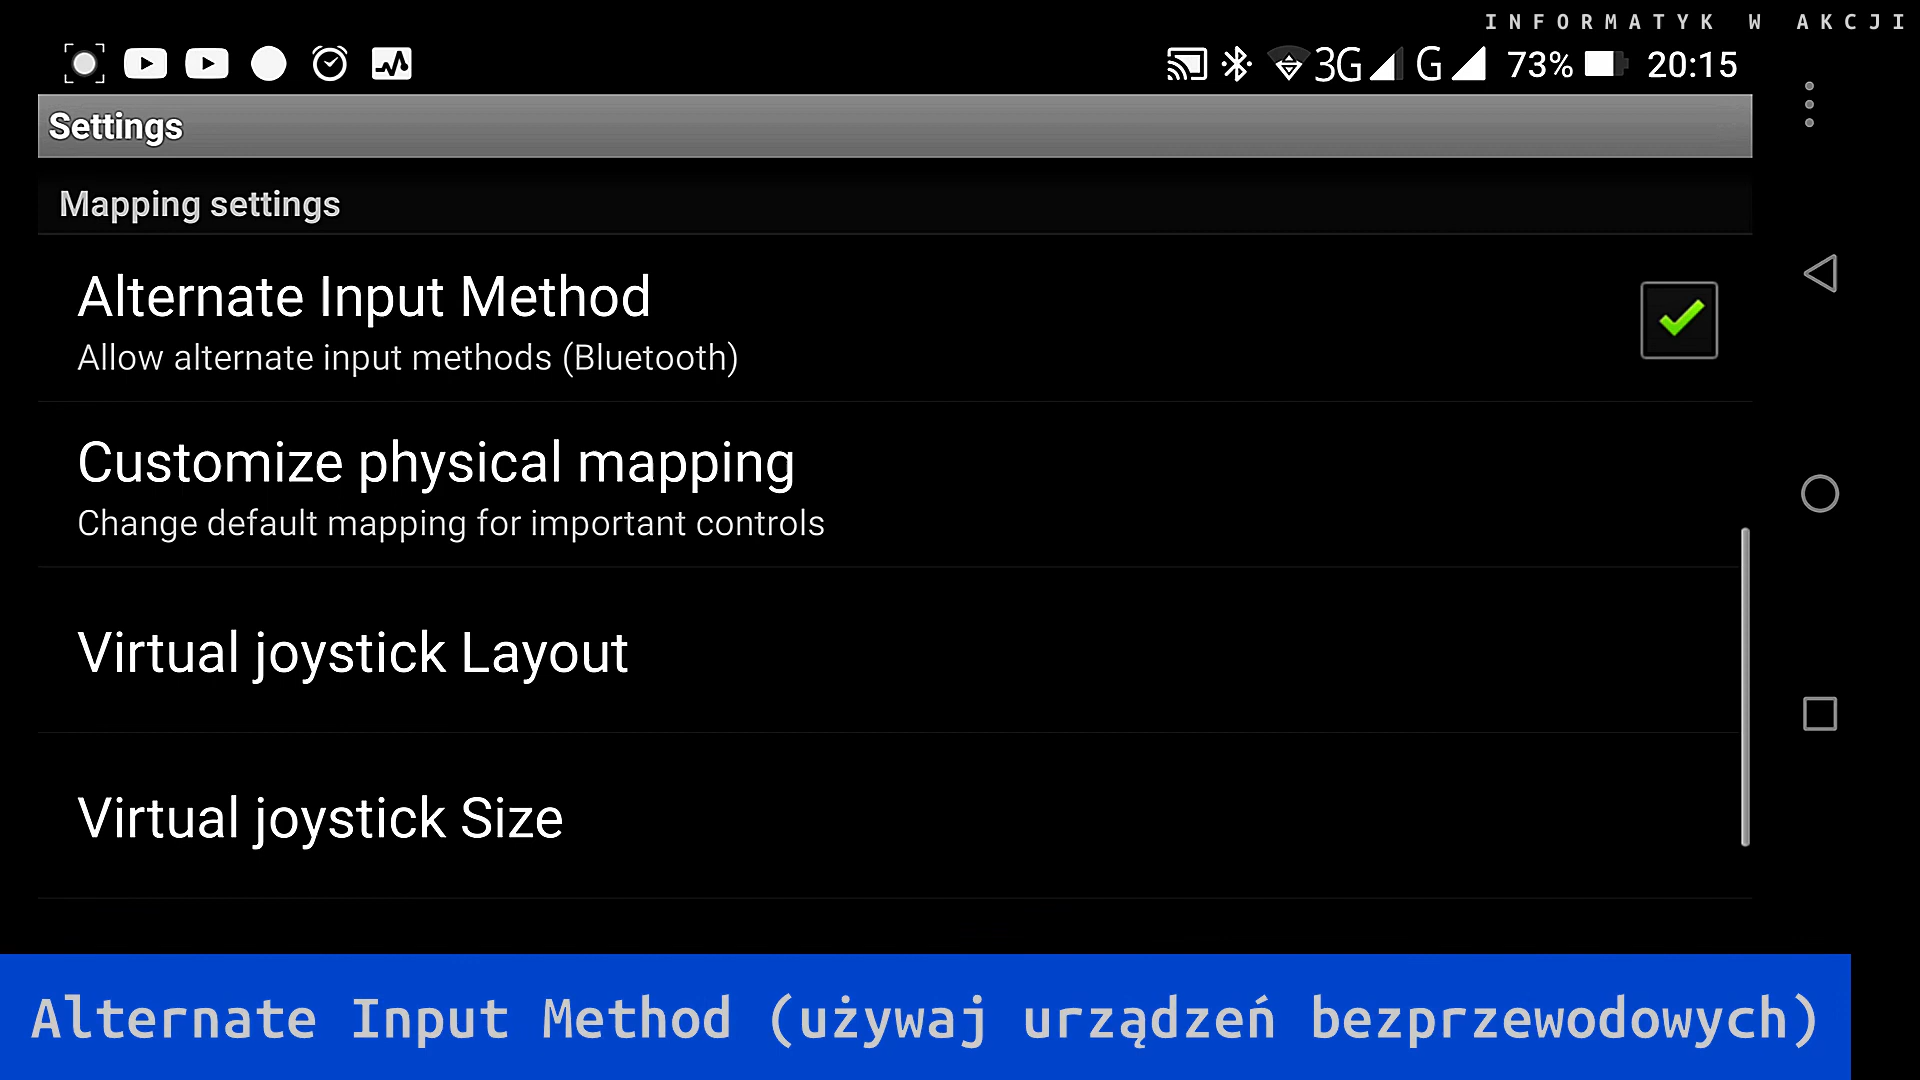 INFORMATYK W AKCJI
3G G 73% 20:15
Settings
Mapping settings
Alternate Input Method
Allow alternate input methods (Bluetooth)
Customize physical mapping
Change default mapping for important controls
Virtual joystick Layout
Virtual joystick Size
Alternate Input Method (używaj urządzeń bezprzewodowych)